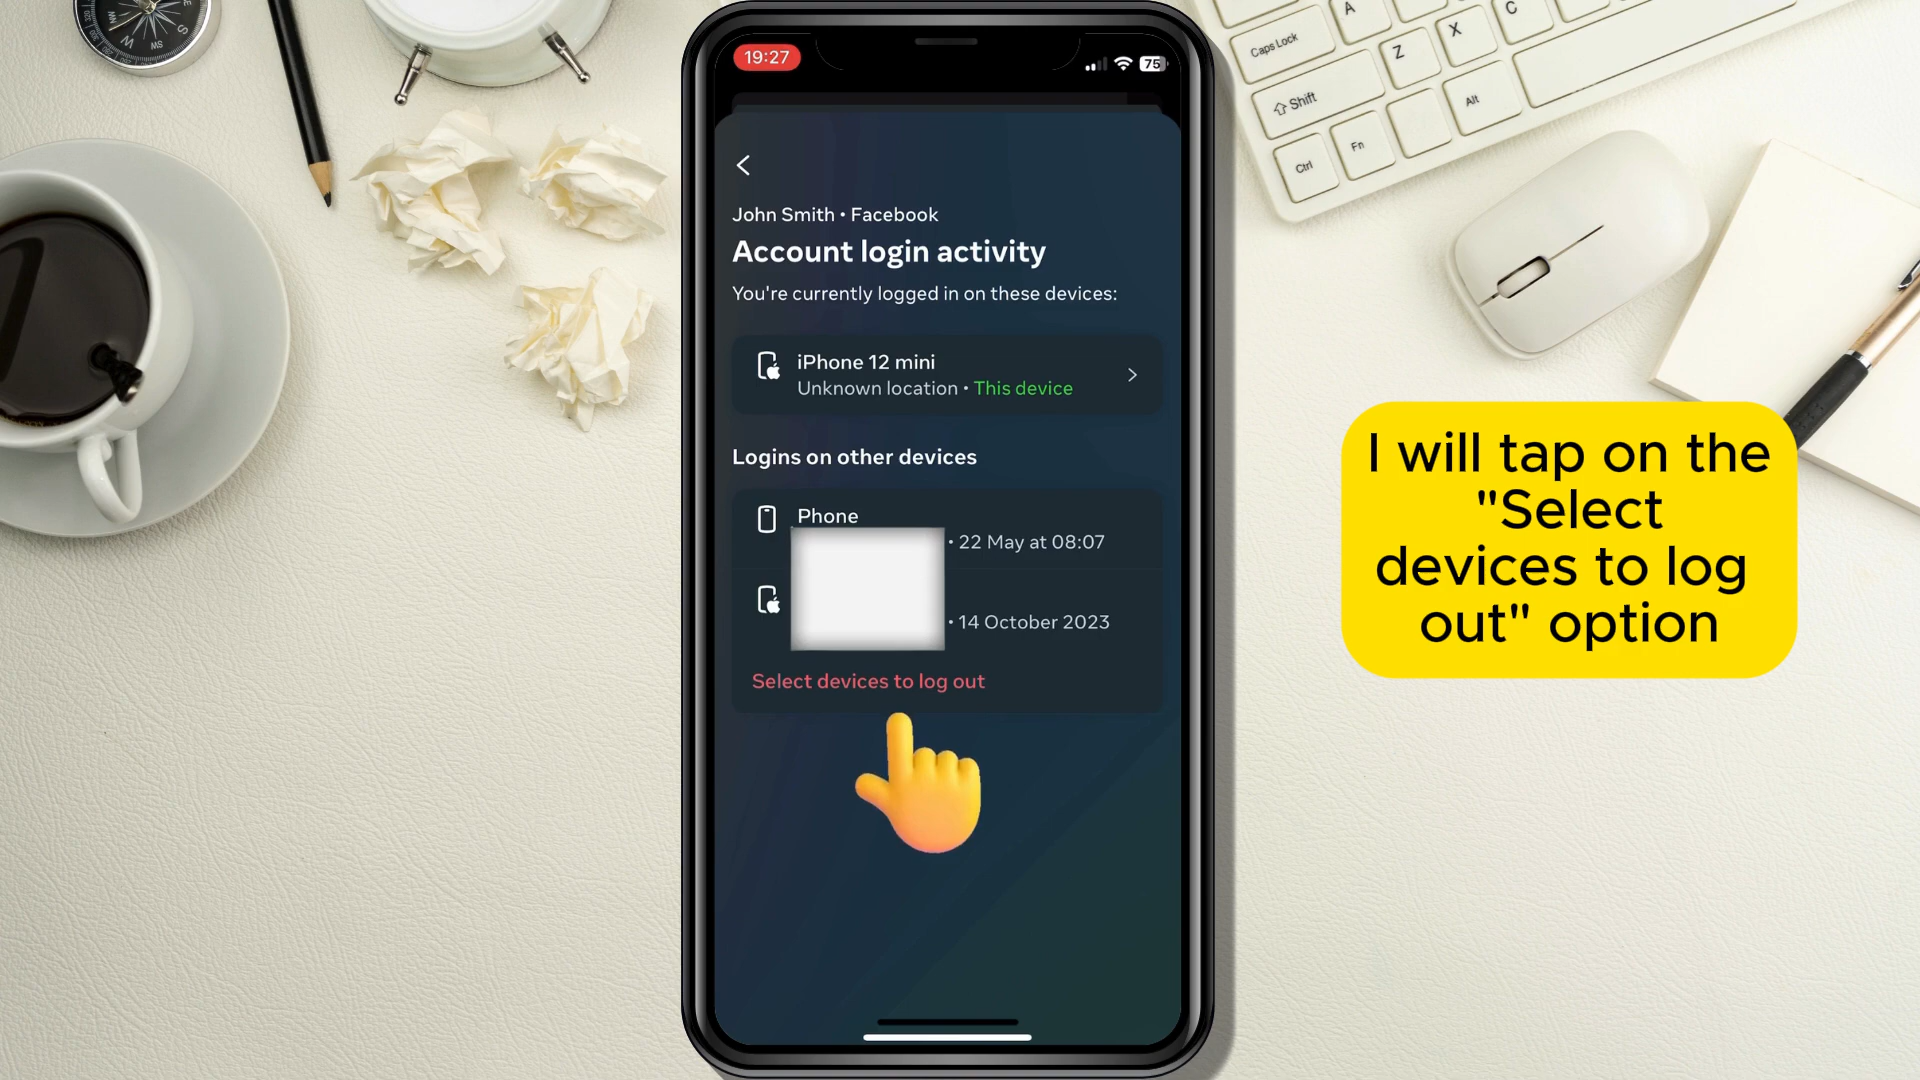 19:27
75
John Smith • Facebook
Account login activity
You're currently logged in on these devices:
iPhone 12 mini
Unknown location • This device
Logins on other devices
Phone
• 22 May at 08:07
• 14 October 2023
Select devices to log out
I will tap on the
"Select
devices to log
out" option
A
Caps Lock
Z
X
C
Shift
Alt
Fn
Ctrl
W
S
SW
NW